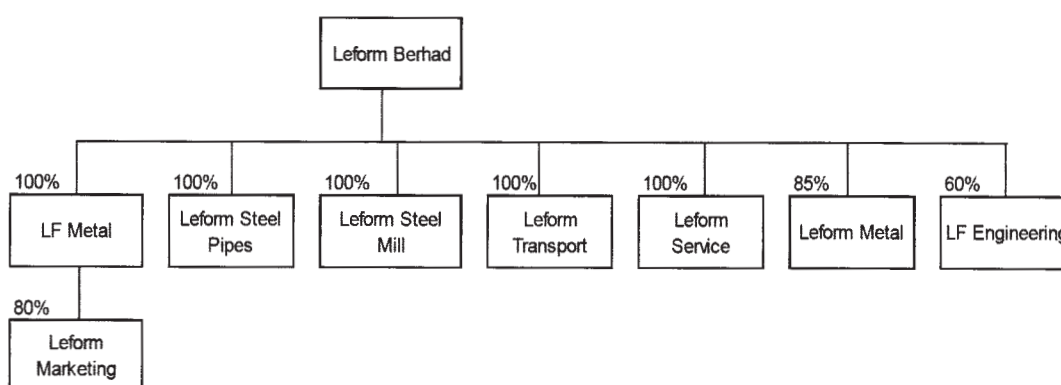 Leform Berhad
100%
100%
100%
100%
100%
85%
60%
LF Metal
Leform Steel
Pipes
Leform Steel
Mill
Leform
Transport
Leform
Service
Leform Metal
LF Engineering
80%
Leform
Marketing